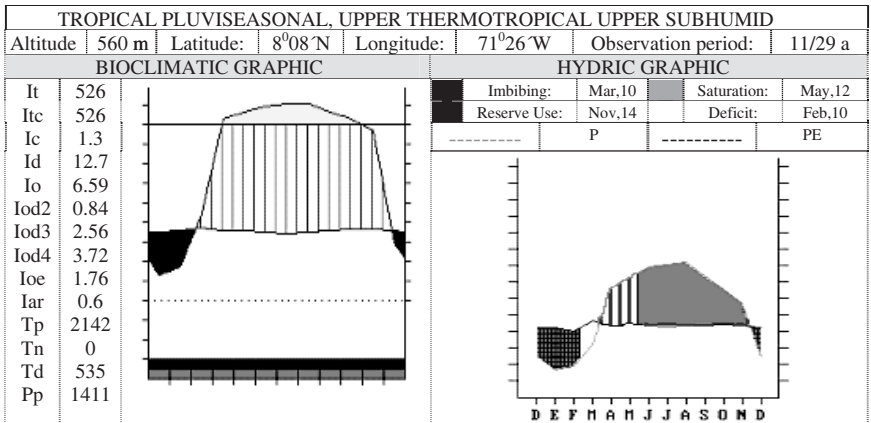 TROPICAL PLUVISEASONAL, UPPER THERMOTROPICAL UPPER SUBHUMID
Altitude 560 m Latitude: 8⁰08´N Longitude: 71⁰26´W Observation period: 11/29 a
BIOCLIMATIC GRAPHIC HYDRIC GRAPHIC
It 526
Itc 526
Ic 1.3
Id 12.7
Io 6.59
Iod2 0.84
Iod3 2.56
Iod4 3.72
Ioe 1.76
Iar 0.6
Tp 2142
Tn 0
Td 535
Pp 1411
Imbibing: Mar,10 Saturation: May,12
Reserve Use: Nov,14 Deficit: Feb,10
P PE
D E F M A M J J A S O N D